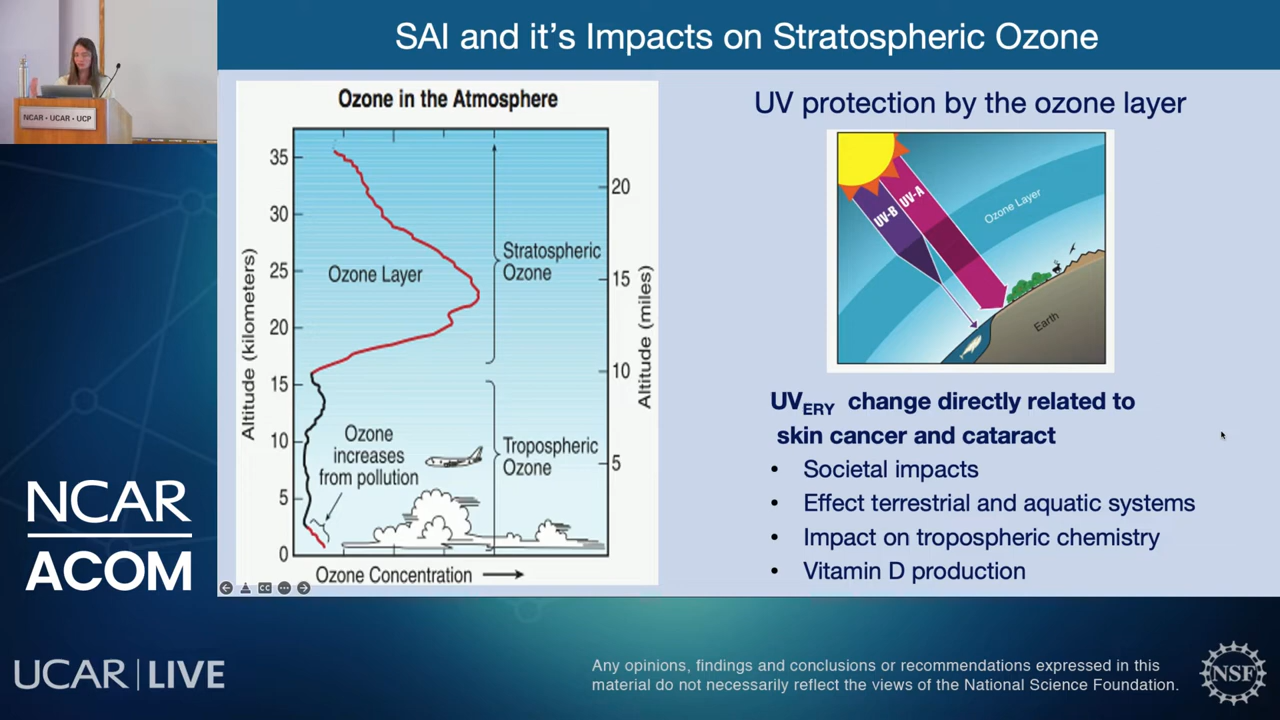 SAI and it's Impacts on Stratospheric Ozone
NCAR • UCAR • UCP
Ozone in the Atmosphere
35
30
25
20
15
10
5
0
Altitude (kilometers)
Ozone Layer
Stratospheric
Ozone
Ozone
increases
from pollution
Tropospheric
Ozone
20
15
10
5
Altitude (miles)
Ozone Concentration
UV protection by the ozone layer
UV-B
UV-A
Ozone Layer
Earth
UVERY change directly related to
skin cancer and cataract
• Societal impacts
• Effect terrestrial and aquatic systems
• Impact on tropospheric chemistry
• Vitamin D production
CC
NCAR
ACOM
UCAR | LIVE
Any opinions, findings and conclusions or recommendations expressed in this
material do not necessarily reflect the views of the National Science Foundation.
NSF